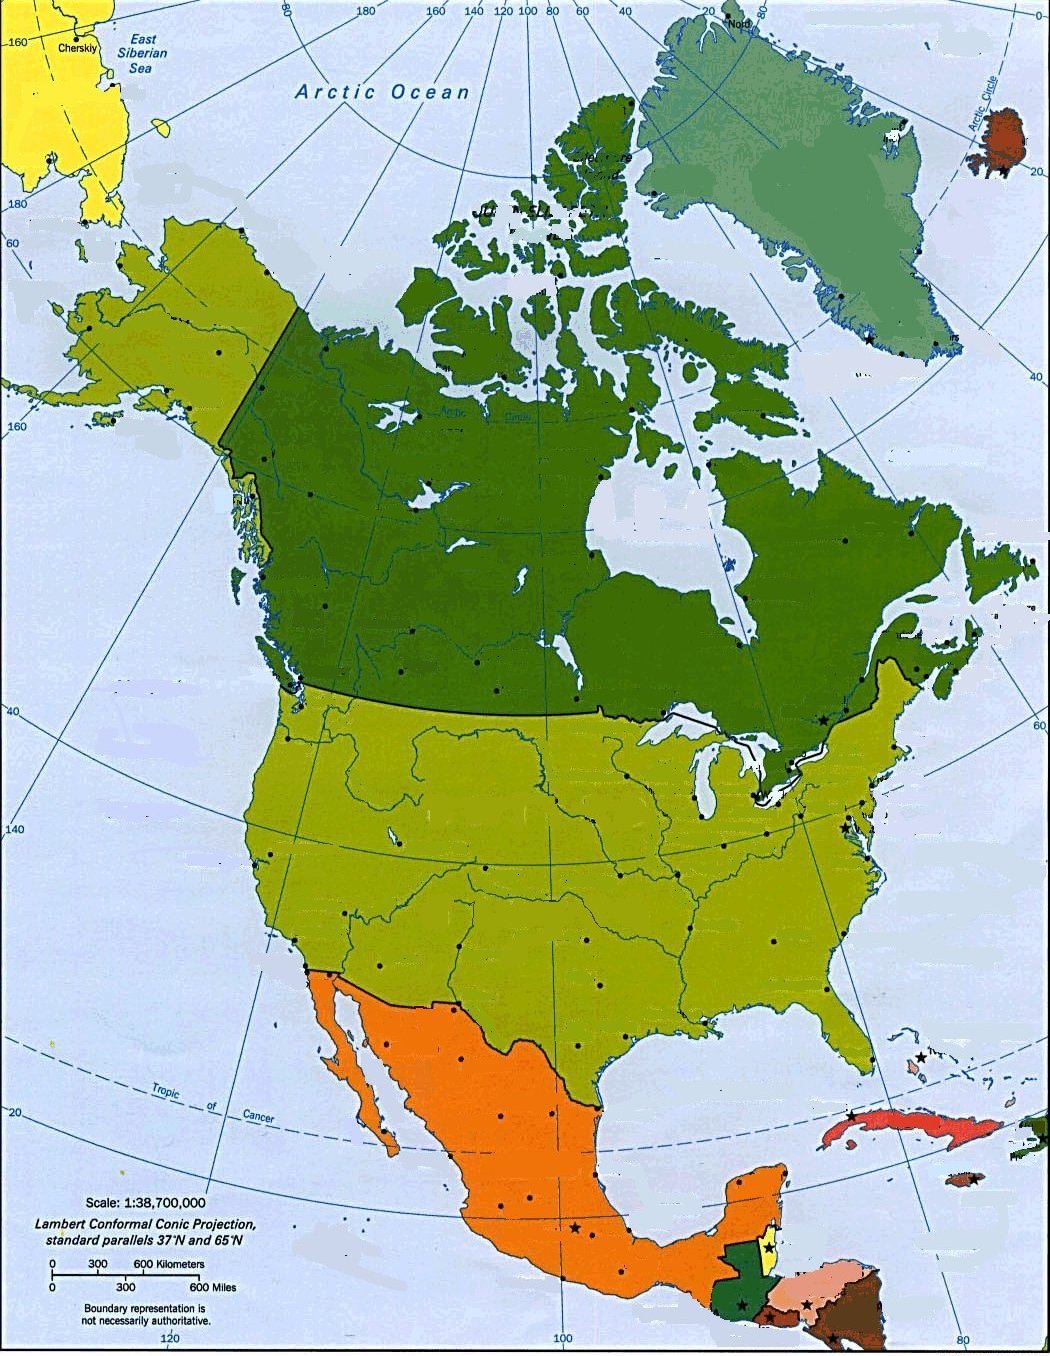 80
180
160
140
120
100
80
60
40
20
80
0
160
Cherskiy
East
Siberian
Sea
Nord
Arctic Ocean
Arctic Circle
20
180
60
40
160
Arctic
Circle
40
60
140
Tropic of Cancer
20
Scale: 1:38,700,000
Lambert Conformal Conic Projection,
standard parallels 37°N and 65°N
0 300 600 Kilometers
0 300 600 Miles
Boundary representation is
not necessarily authoritative.
120
100
80